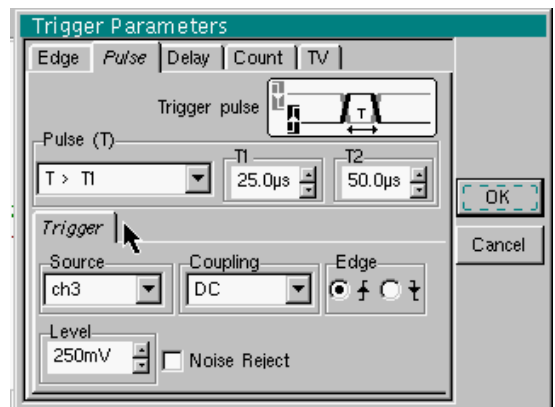 Trigger Parameters
Edge Pulse Delay Count TV
Trigger pulse
T
Pulse (T)
T1 T2
T > T1 25.0µs 50.0µs
OK
Trigger
Cancel
Source Coupling Edge
ch3 DC
Level
250mV Noise Reject